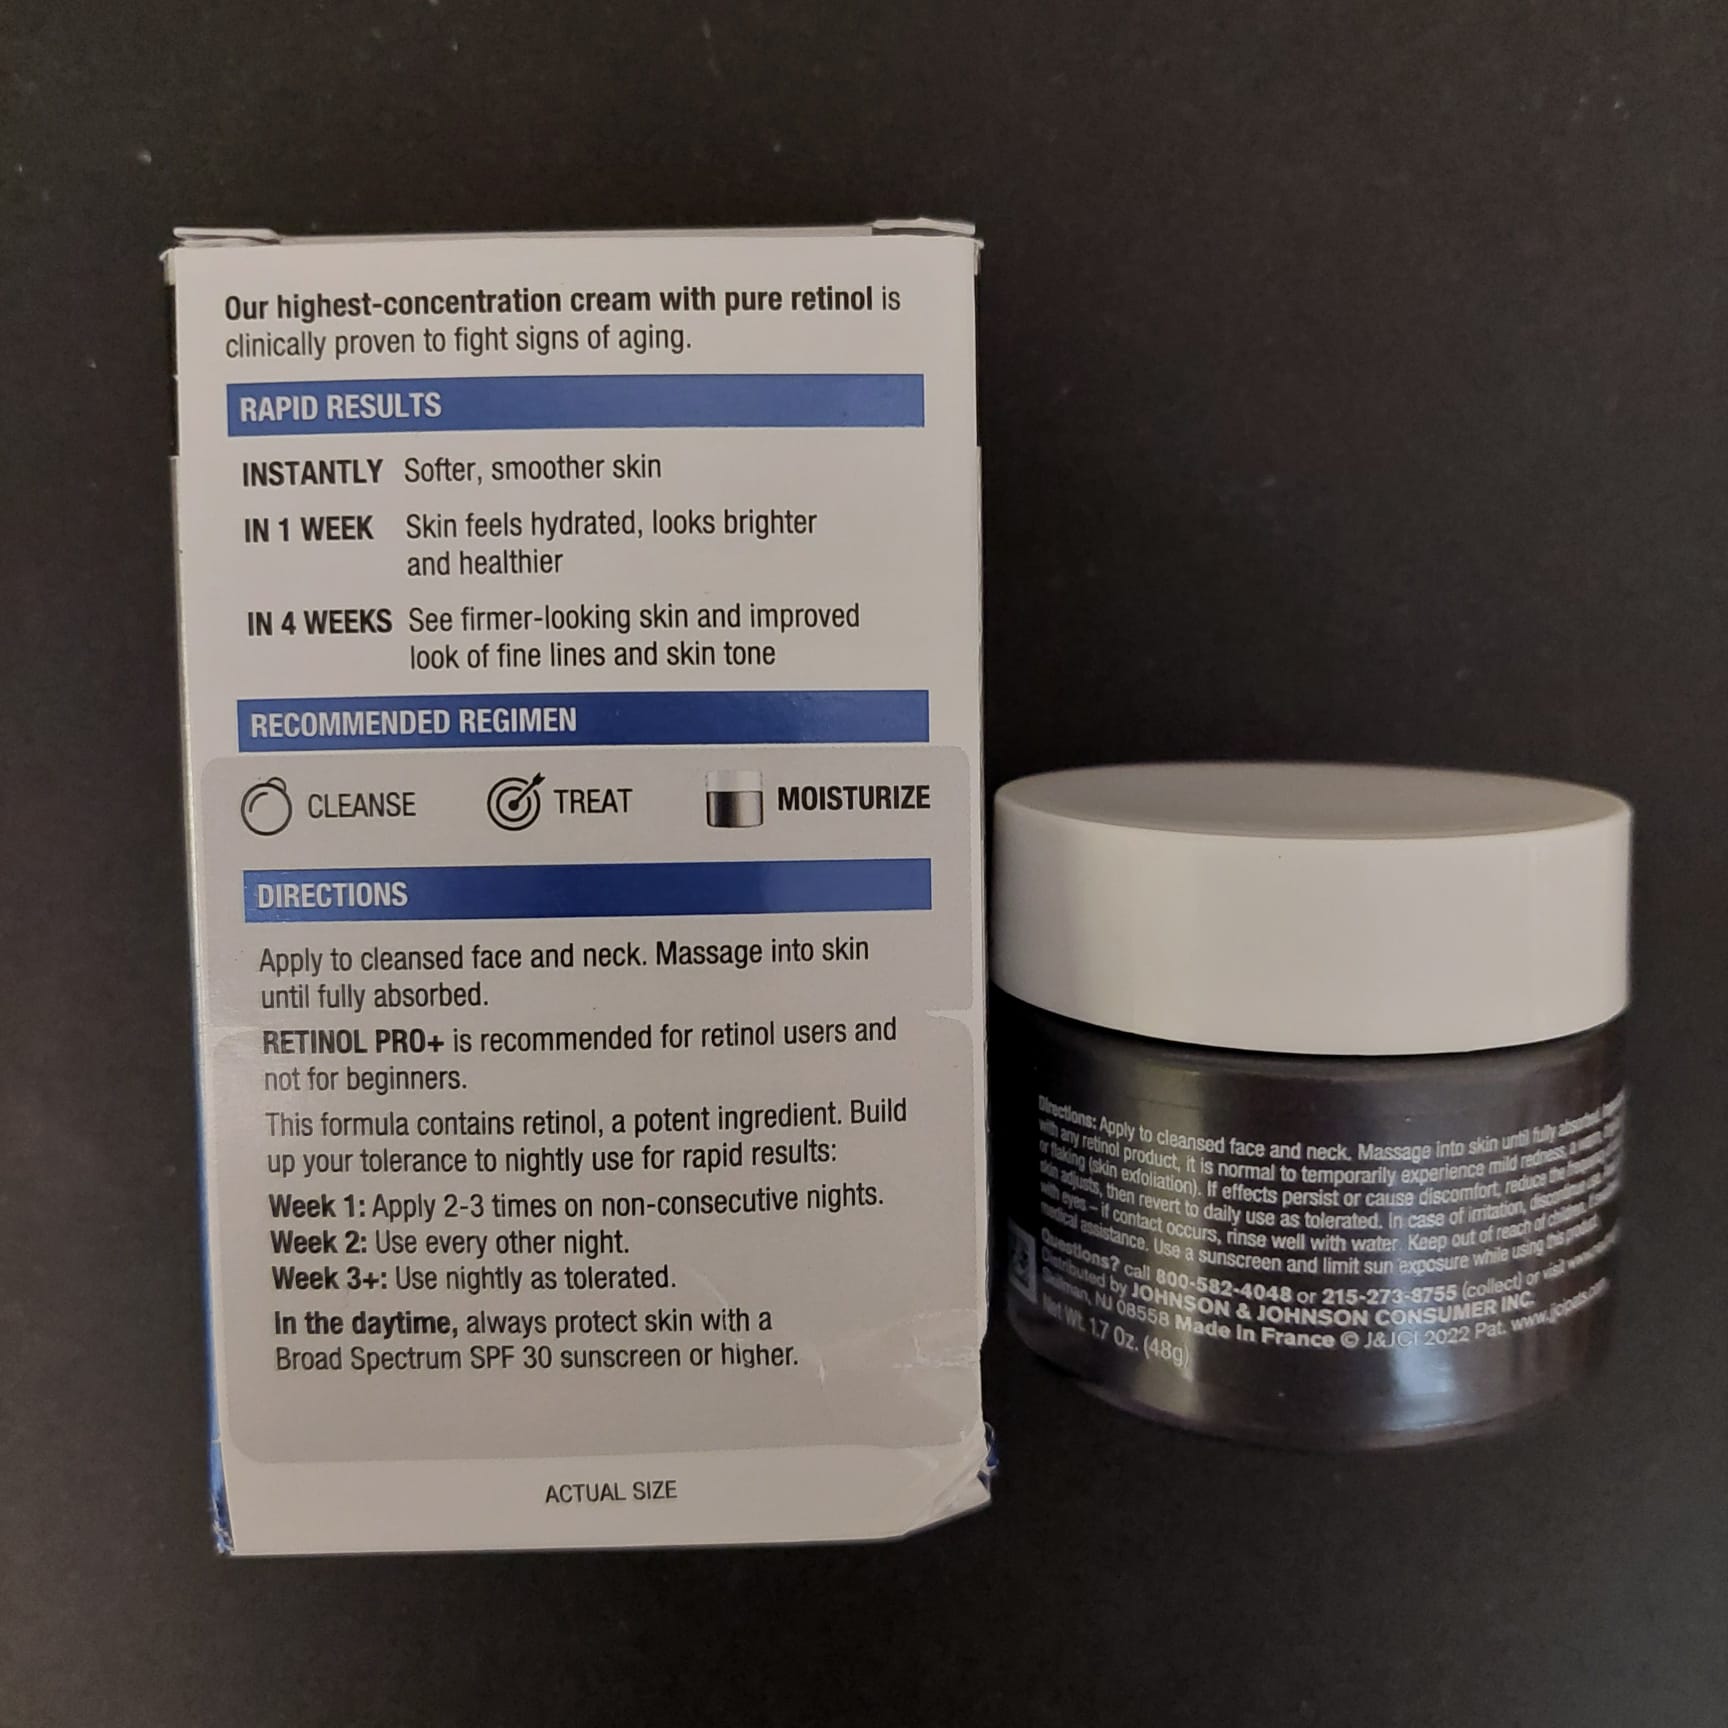 Our highest-concentration cream with pure retinol is
clinically proven to fight signs of aging.
RAPID RESULTS
INSTANTLY Softer, smoother skin
IN 1 WEEK Skin feels hydrated, looks brighter
and healthier
IN 4 WEEKS See firmer-looking skin and improved
look of fine lines and skin tone
RECOMMENDED REGIMEN
CLEANSE TREAT MOISTURIZE
DIRECTIONS
Apply to cleansed face and neck. Massage into skin
until fully absorbed.
RETINOL PRO+ is recommended for retinol users and
not for beginners.
This formula contains retinol, a potent ingredient. Build
up your tolerance to nightly use for rapid results:
Week 1: Apply 2-3 times on non-consecutive nights.
Week 2: Use every other night.
Week 3+: Use nightly as tolerated.
In the daytime, always protect skin with a
Broad Spectrum SPF 30 sunscreen or higher.
ACTUAL SIZE
Directions: Apply to cleansed face and neck. Massage into skin until fully absorbed.
with any retinol product, it is normal to temporarily experience mild redness, a warm,
or flaking (skin exfoliation). If effects persist or cause discomfort, reduce the
skin adjusts, then revert to daily use as tolerated. In case of irritation, discontinue use.
with eyes – if contact occurs, rinse well with water. Keep out of reach of children.
medical assistance. Use a sunscreen and limit sun exposure while using this product.
Questions? call 800-582-4048 or 215-273-8755 (collect) or visit
Distributed by JOHNSON & JOHNSON CONSUMER INC.
Skillman, NJ 08558 Made in France © J&JCI 2022 Pat. www.jjcipats.com
Net Wt. 1.7 Oz. (48g)